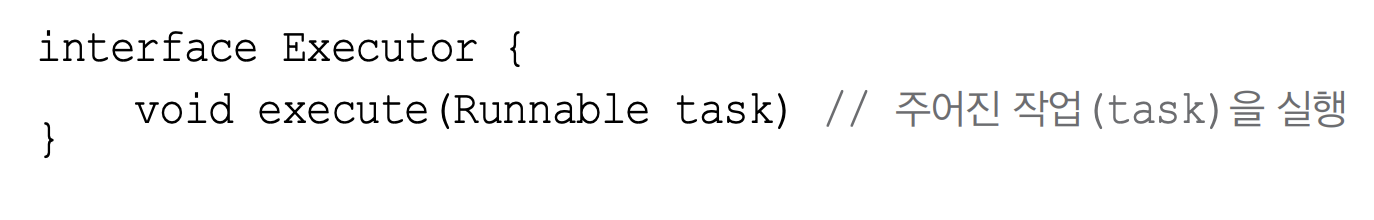 interface Executor {
    void execute(Runnable task) // 주어진 작업(task)을 실행
}